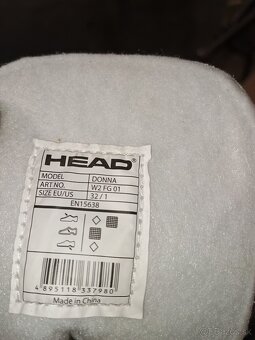 HEAD
MODEL DONNA
ART NO. W2 FG 01
SIZE EU/US 32 / 1
EN15638
4 895118 337980
Made in China